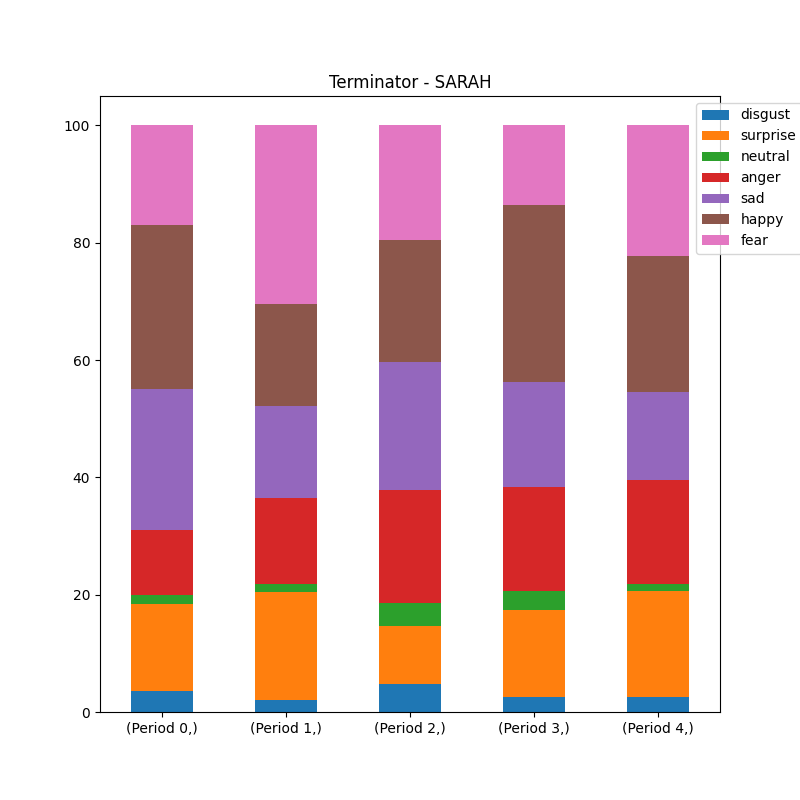 Terminator - SARAH
100
80
60
40
20
0
disgust
surprise
neutral
anger
sad
happy
fear
(Period 0,) (Period 1,) (Period 2,) (Period 3,) (Period 4,)